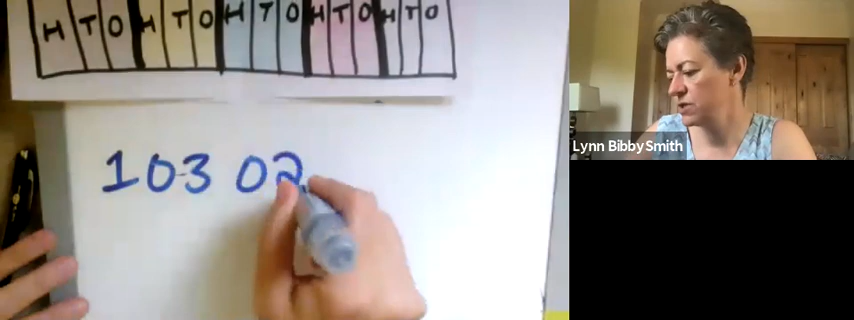 H T O H T O H T O H T O H T O
103 02
Lynn Bibby Smith